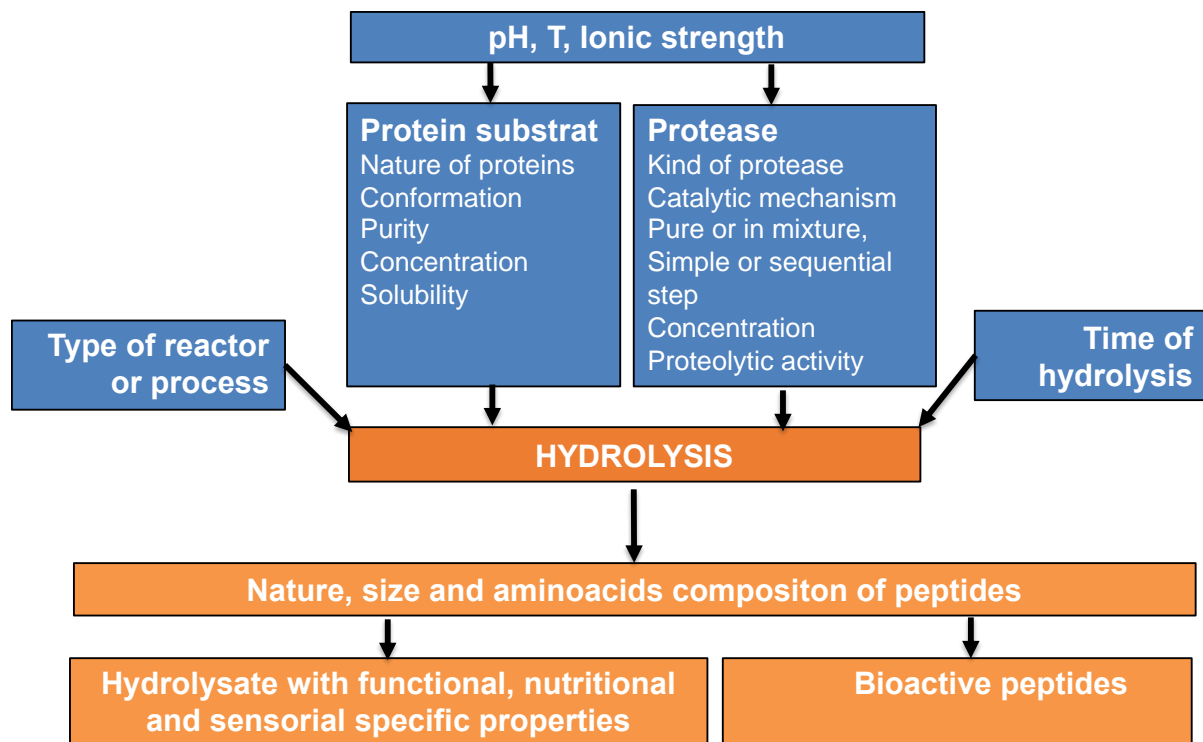 pH, T, Ionic strength
Protein substrat
Nature of proteins
Conformation
Purity
Concentration
Solubility
Protease
Kind of protease
Catalytic mechanism
Pure or in mixture,
Simple or sequential
step
Concentration
Proteolytic activity
Type of reactor
or process
Time of
hydrolysis
HYDROLYSIS
Nature, size and aminoacids compositon of peptides
Hydrolysate with functional, nutritional
and sensorial specific properties
Bioactive peptides